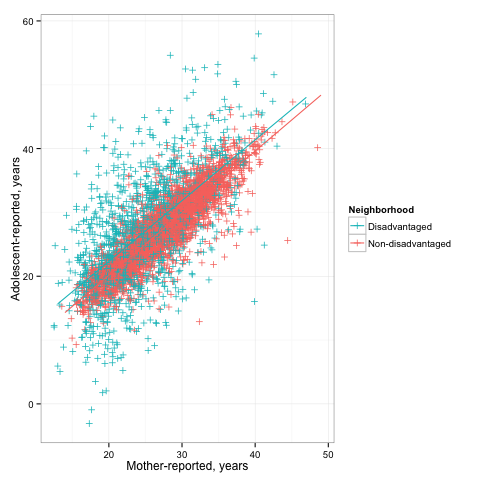 60
40
20
0
Adolescent-reported, years
20
30
40
50
Mother-reported, years
Neighborhood
Disadvantaged
Non-disadvantaged